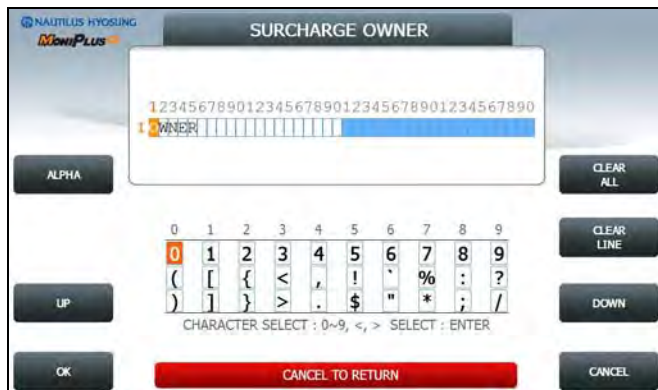 NAUTILUS HYOSUNG
MoniPlus
SURCHARGE OWNER
1234567890123456789012345678901234567890
1 OWNER
ALPHA
CLEAR ALL
0 1 2 3 4 5 6 7 8 9
0 1 2 3 4 5 6 7 8 9
( [ { < , ! ` % : ?
) ] } > . $ " * ; /
CLEAR LINE
UP
DOWN
CHARACTER SELECT : 0~9, <, > SELECT : ENTER
OK
CANCEL TO RETURN
CANCEL